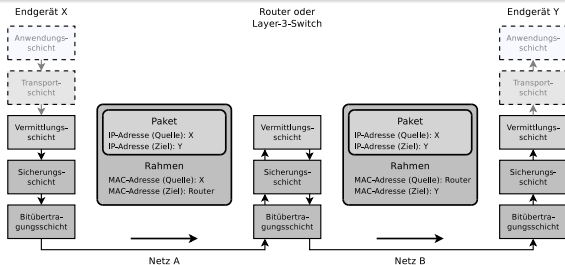 Endgerät X
Router oder
Layer-3-Switch
Endgerät Y
Anwendungs-
schicht
Transport-
schicht
Vermittlungs-
schicht
Sicherungs-
schicht
Bitübertra-
gungsschicht
Paket
IP-Adresse (Quelle): X
IP-Adresse (Ziel): Y
Rahmen
MAC-Adresse (Quelle): X
MAC-Adresse (Ziel): Router
Vermittlungs-
schicht
Sicherungs-
schicht
Bitübertra-
gungsschicht
Paket
IP-Adresse (Quelle): X
IP-Adresse (Ziel): Y
Rahmen
MAC-Adresse (Quelle): Router
MAC-Adresse (Ziel): Y
Anwendungs-
schicht
Transport-
schicht
Vermittlungs-
schicht
Sicherungs-
schicht
Bitübertra-
gungsschicht
Netz A
Netz B